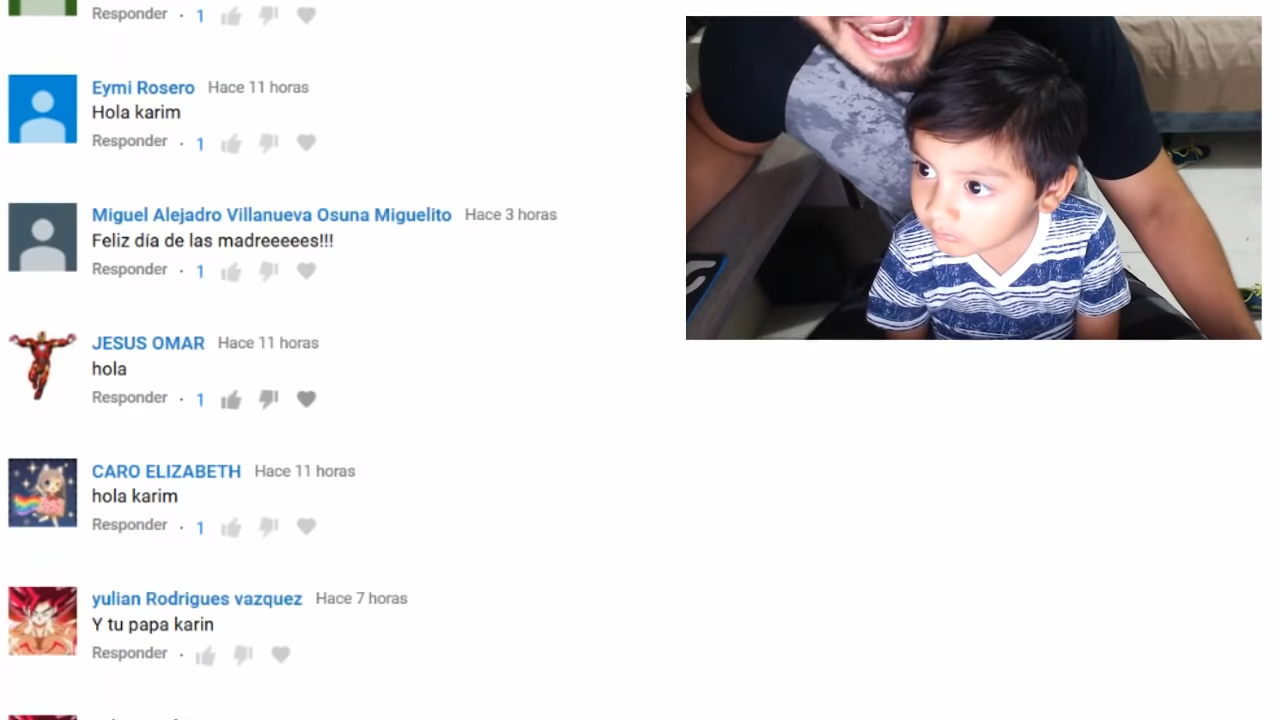 Responder · 1
Eymi Rosero Hace 11 horas
Hola karim
Responder · 1
Miguel Alejadro Villanueva Osuna Miguelito Hace 3 horas
Feliz día de las madreeeees!!!
Responder · 1
JESUS OMAR Hace 11 horas
hola
Responder · 1
CARO ELIZABETH Hace 11 horas
hola karim
Responder · 1
yulian Rodrigues vazquez Hace 7 horas
Y tu papa karin
Responder ·